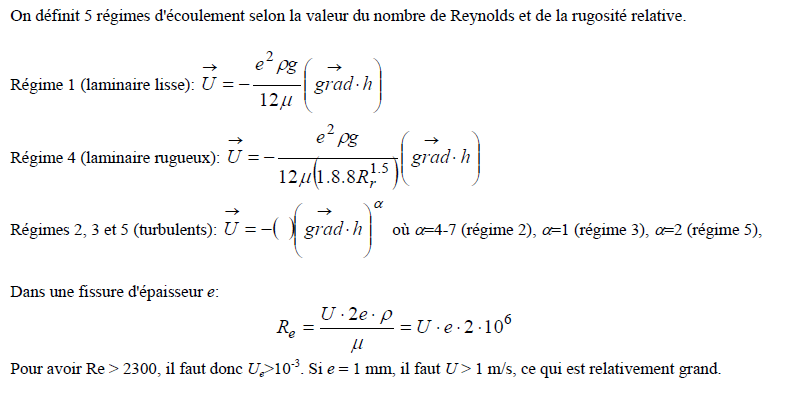 On définit 5 régimes d'écoulement selon la valeur du nombre de Reynolds et de la rugosité relative.
Régime 1 (laminaire lisse): $\overrightarrow{U} = -\frac{e^2 \rho g}{12\mu}\left(\overrightarrow{grad} \cdot h\right)$
Régime 4 (laminaire rugueux): $\overrightarrow{U} = -\frac{e^2 \rho g}{12\mu\left(1.8.8R_r^{1.5}\right)}\left(\overrightarrow{grad} \cdot h\right)$
Régimes 2, 3 et 5 (turbulents): $\overrightarrow{U} = -(\ )\left(\overrightarrow{grad} \cdot h\right)^{\alpha}$ où α=4-7 (régime 2), α=1 (régime 3), α=2 (régime 5),
Dans une fissure d'épaisseur e:
$R_e = \frac{U \cdot 2e \cdot \rho}{\mu} = U \cdot e \cdot 2 \cdot 10^6$
Pour avoir Re > 2300, il faut donc $U_e$>10$^{-3}$. Si e = 1 mm, il faut U > 1 m/s, ce qui est relativement grand.